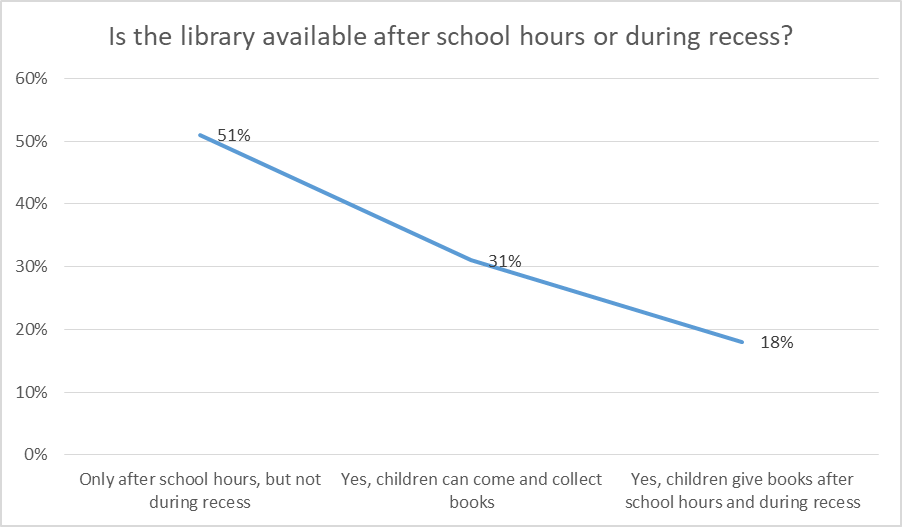 Is the library available after school hours or during recess?
60%
50%
40%
30%
20%
10%
0%
51%
31%
18%
Only after school hours, but not
during recess
Yes, children can come and collect
books
Yes, children give books after
school hours and during recess